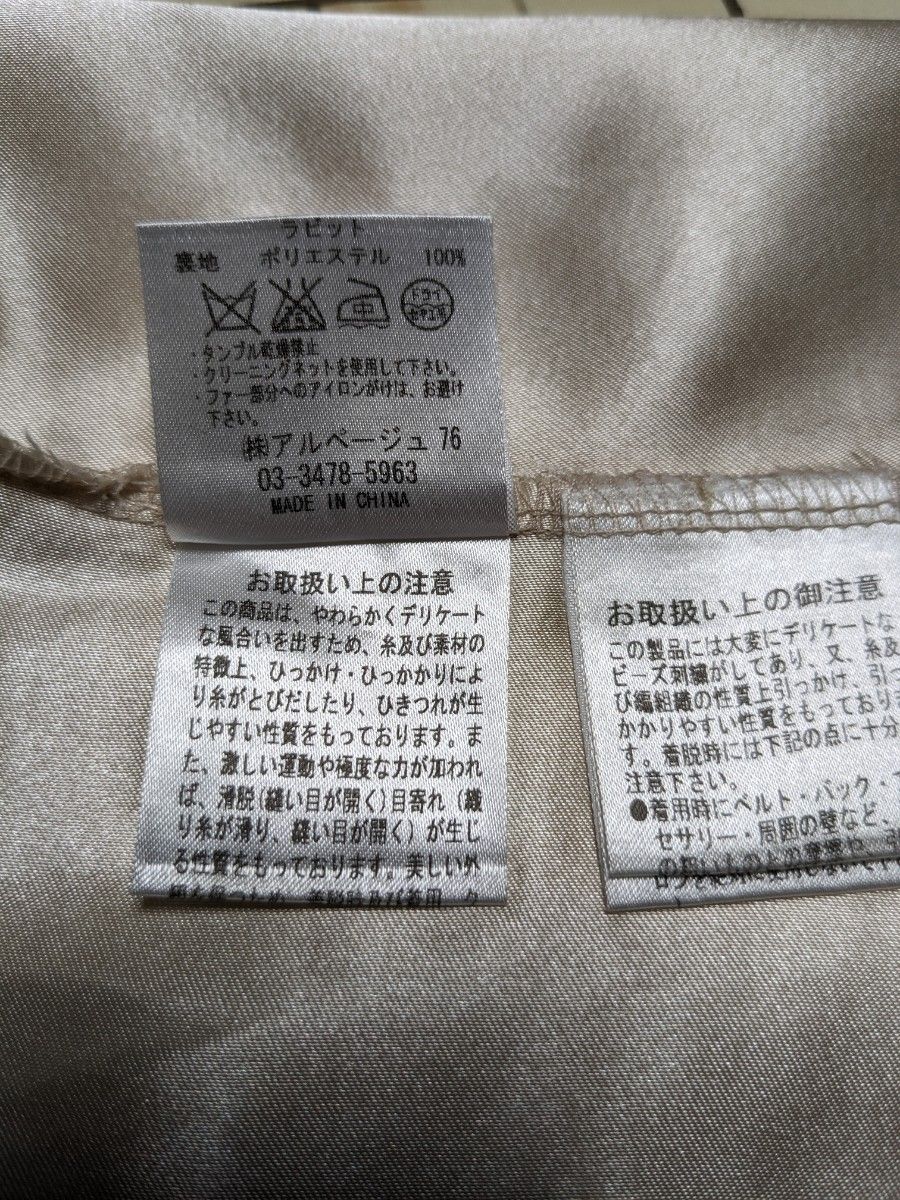 ラビット
裏地 ポリエステル 100%
中
ドライ
セキユ系
・タンブル乾燥禁止
・クリーニングネットを使用して下さい。
・ファー部分へのアイロンがけは、お避け
下さい。
㈱アルページュ 76
03-3478-5963
MADE IN CHINA
お取扱い上の注意
この商品は、やわらかくデリケート
な風合いを出すため、糸及び素材の
特徴上、ひっかけ・ひっかかりによ
り糸がとびだしたり、ひきつれが生
じやすい性質をもっております。ま
た、激しい運動や極度な力が加われ
ば、滑脱(縫い目が開く)目寄れ(織
り糸が滑り、縫い目が開く)が生じ
る性質をもっております。美しい外
お取扱い上の御注意
この製品には大変にデリケートな
ビーズ刺繍がしてあり、又、糸及
び編組織の性質上引っかけ、引っ
かかりやすい性質をもっており
す。着脱時には下記の点に十分
注意下さい。
●着用時にベルト・バック・
セサリー・周囲の壁など、